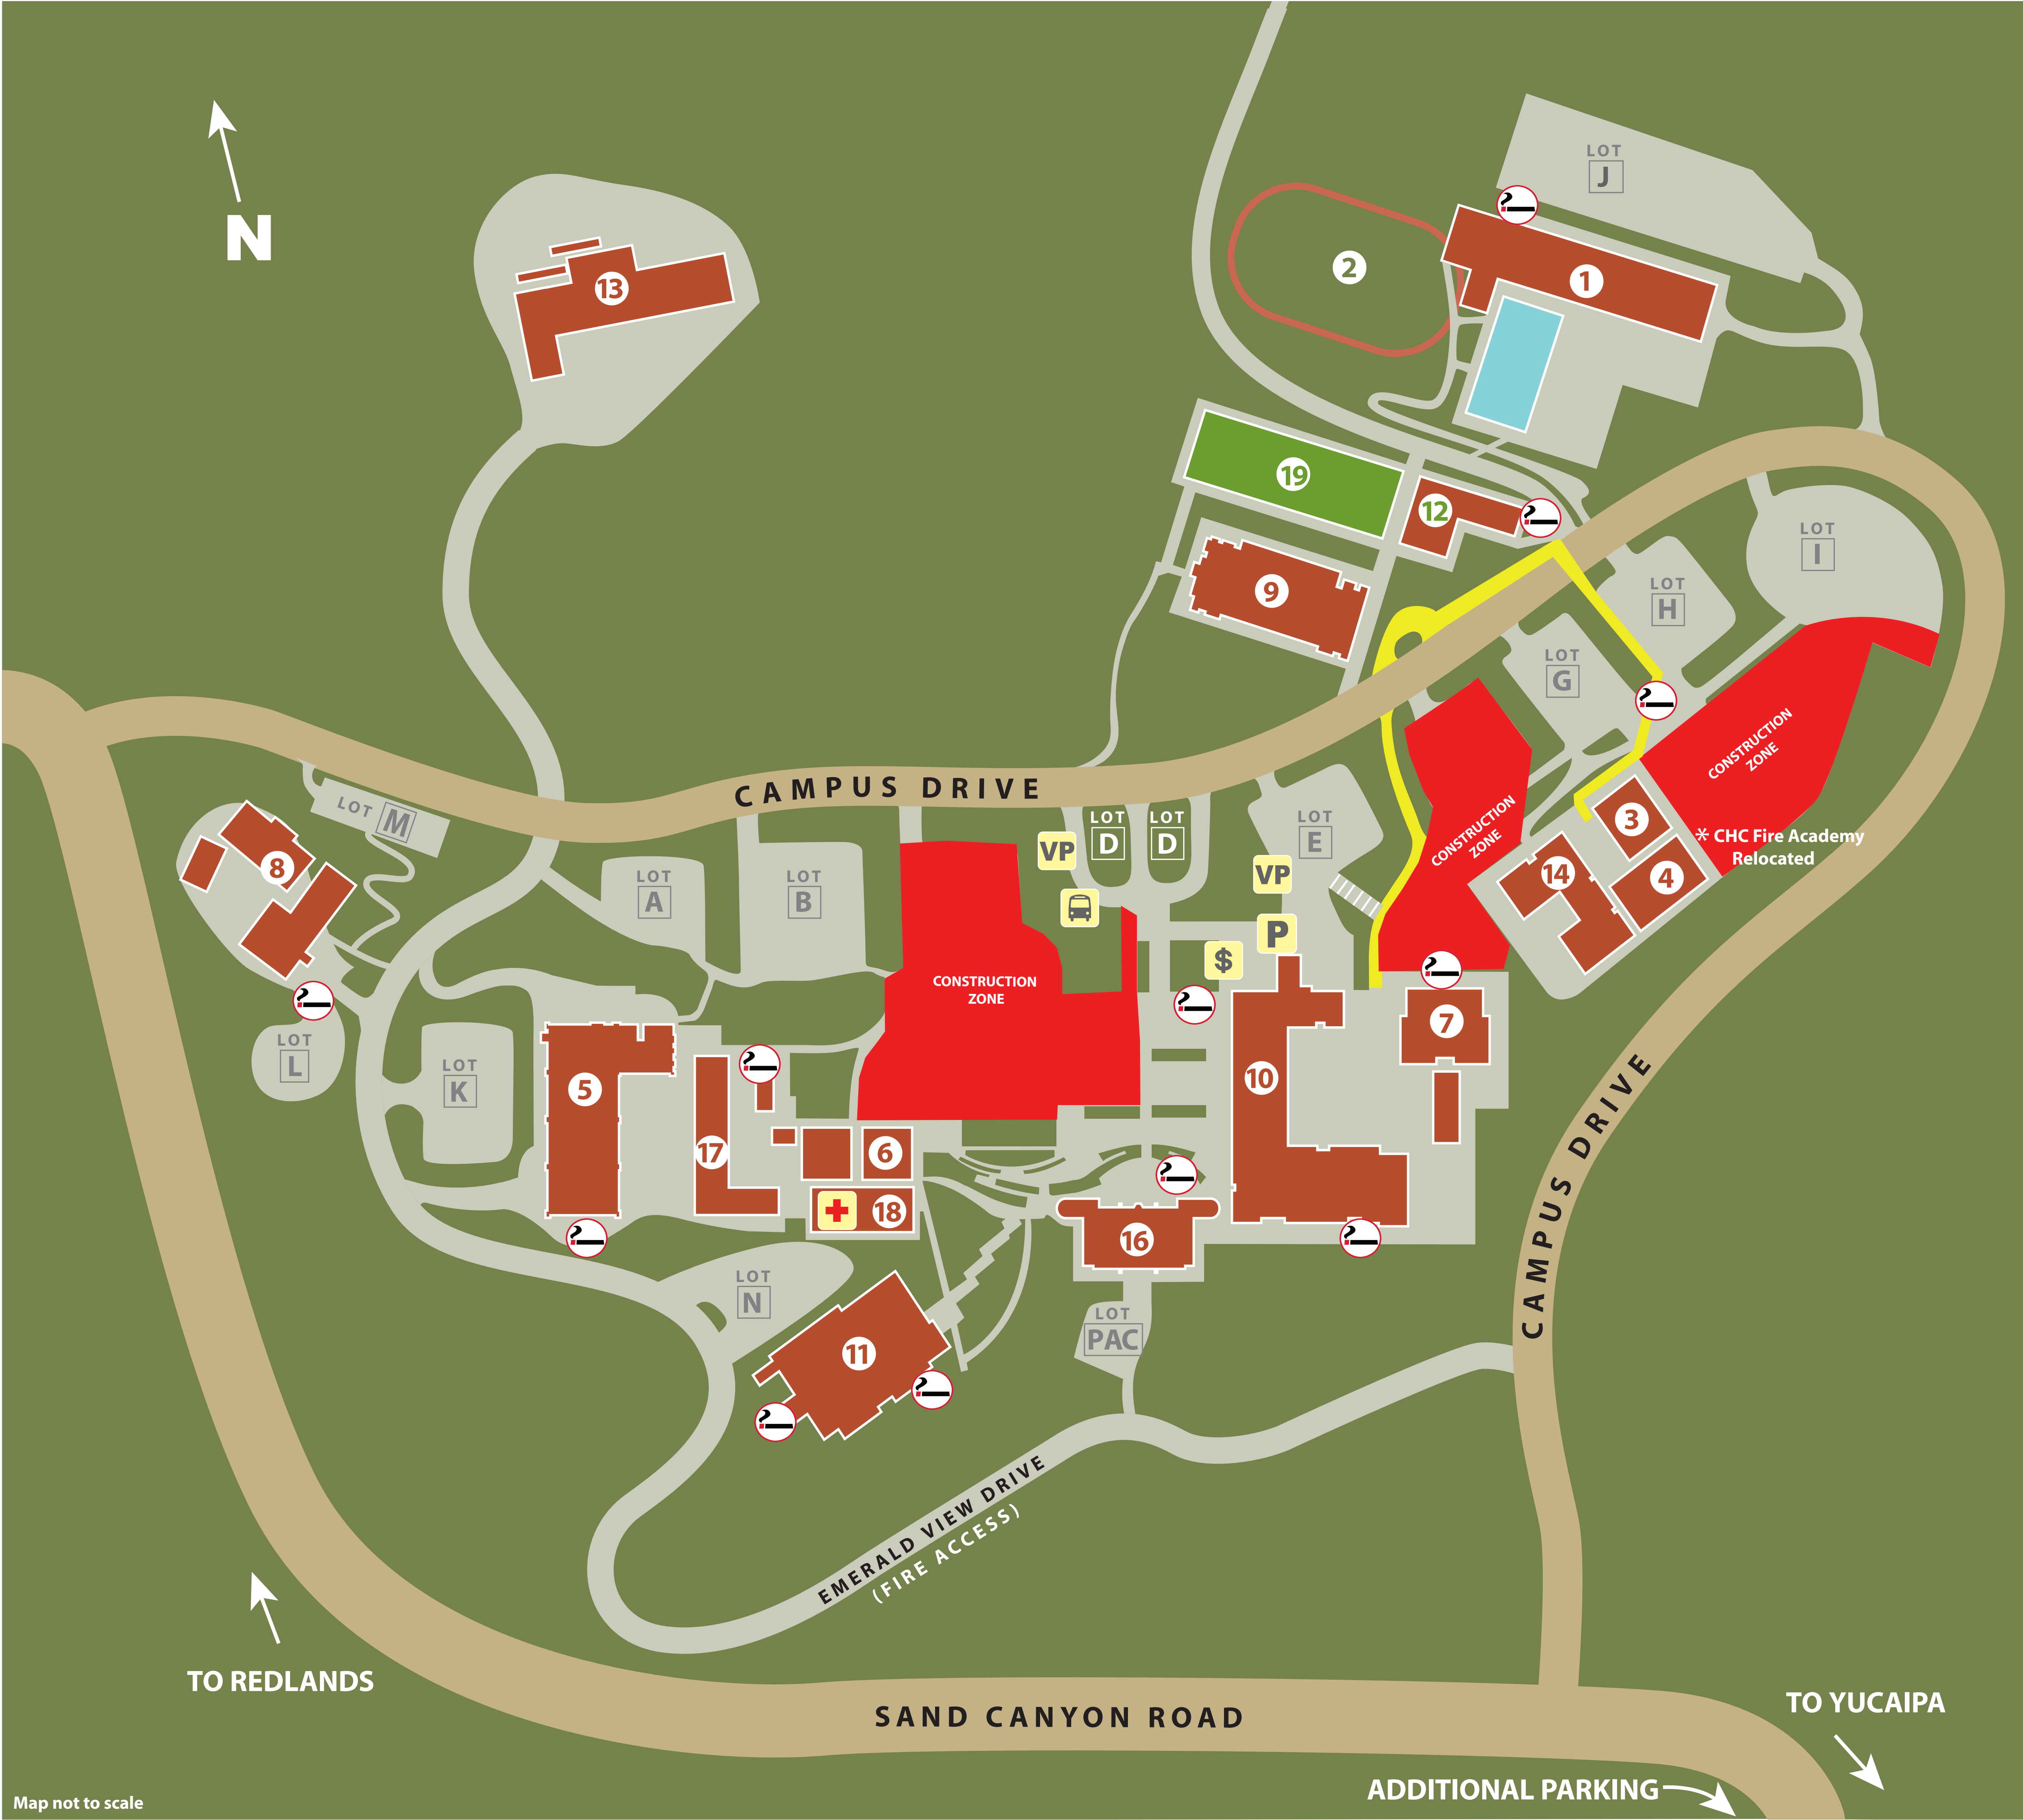 LOT
J
N
13
2
1
19
12
LOT
I
LOT
H
9
LOT
G
CONSTRUCTION
ZONE
CAMPUS DRIVE
LOT
M
LOT
D
LOT
D
LOT
E
VP
VP
CONSTRUCTION
ZONE
3
* CHC Fire Academy
Relocated
8
LOT
A
LOT
B
14
4
P
$
CONSTRUCTION
ZONE
7
LOT
L
LOT
K
5
10
17
6
18
16
CAMPUS DRIVE
LOT
N
11
LOT
PAC
EMERALD VIEW DRIVE
(FIRE ACCESS)
TO REDLANDS
SAND CANYON ROAD
TO YUCAIPA
ADDITIONAL PARKING
Map not to scale